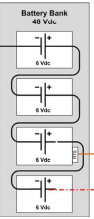 Battery Bank
48 Vdc
- +
6 Vdc
- +
6 Vdc
- +
6 Vdc
- +
6 Vdc